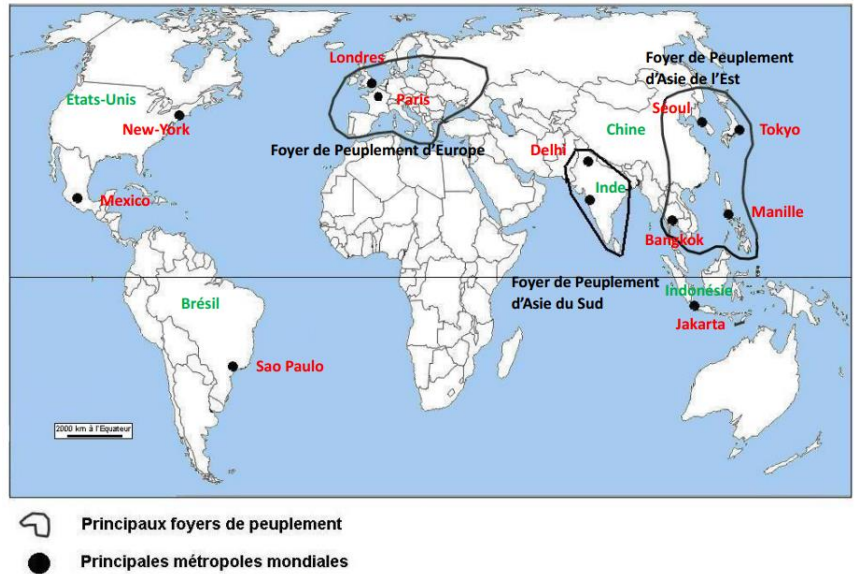 Londres
Foyer de Peuplement
d'Asie de l'Est
Etats-Unis
Paris
Séoul
New-York
Chine
Tokyo
Foyer de Peuplement d'Europe
Delhi
Inde
Mexico
Manille
Bangkok
Foyer de Peuplement
d'Asie du Sud
Indonésie
Brésil
Jakarta
Sao Paulo
2000 km à l'Equateur
Principaux foyers de peuplement
Principales métropoles mondiales